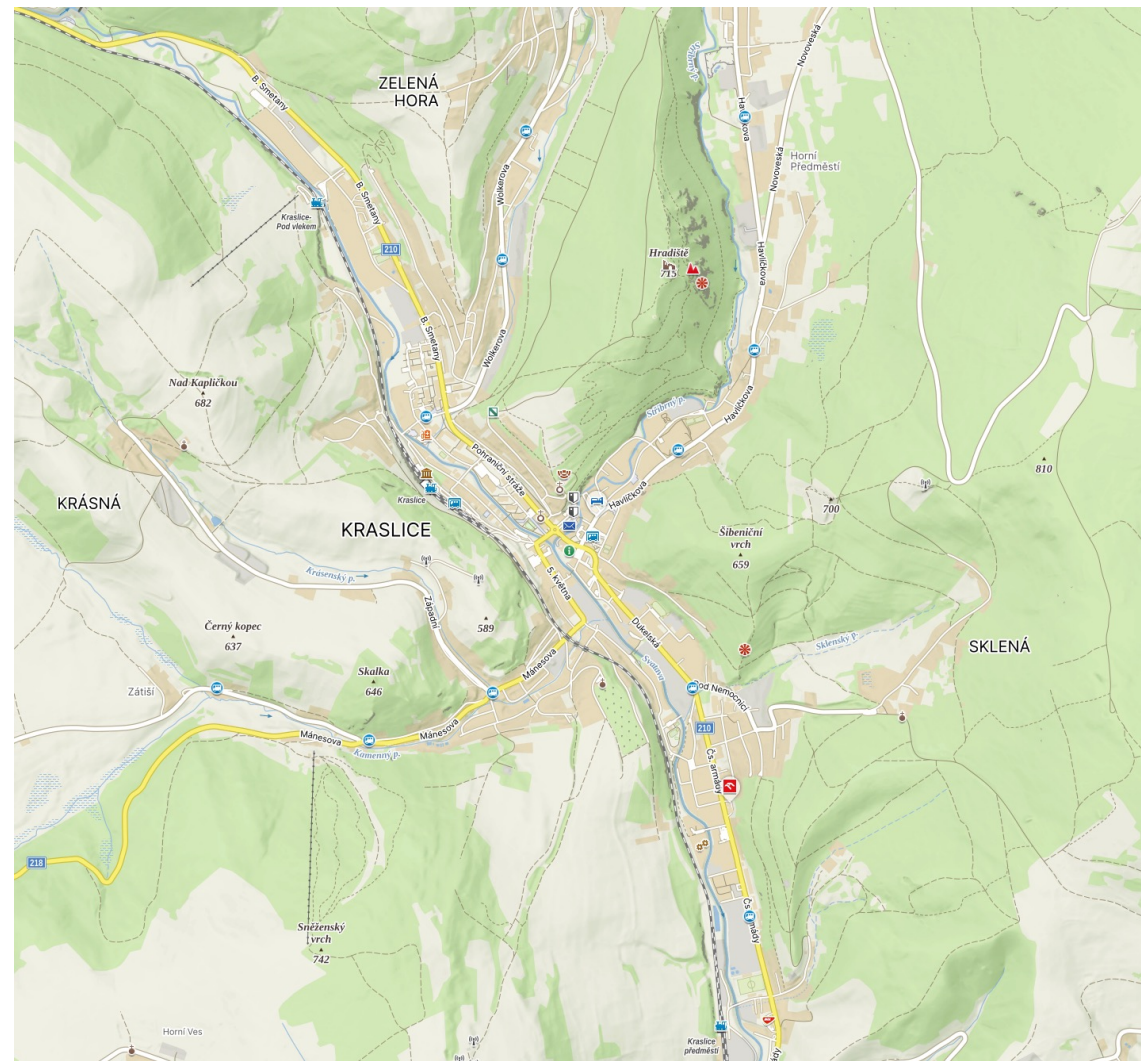 ZELENÁ
HORA
B. Smetany
Novoveská
Stříbrný p.
Havlíčkova
Horní
Předměstí
Novoveská
B. Smetany
Wolkerova
Kraslice-
Pod vlekem
210
Hradiště
715
Havlíčkova
B. Smetany
Wolkerova
Nad Kapličkou
682
Stříbrný p.
Havlíčkova
Pohraniční stráže
810
KRÁSNÁ
Kraslice
KRASLICE
Havlíčkova
700
Šibeniční
vrch
659
Krásenský p.
Západní
5. května
589
Dukelská
Černý kopec
637
Skalka
646
Mánesova
Svatava
Sklenský p.
SKLENÁ
Zátiší
Pod Nemocnicí
210
Mánesova
Mánesova
Kamenný p.
Čs. armády
218
Sněženský
vrch
742
Čs. armády
Horní Ves
Kraslice
předměstí